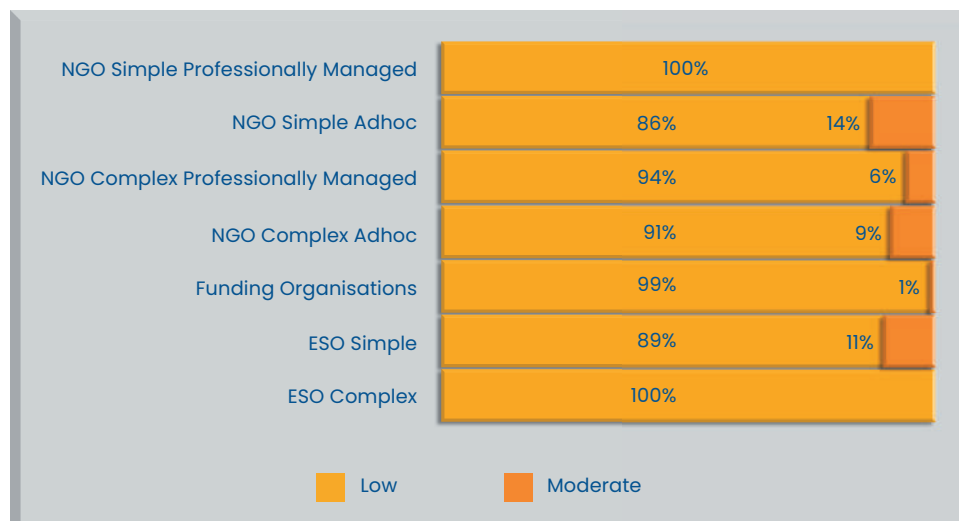 NGO Simple Professionally Managed 100%
NGO Simple Adhoc 86% 14%
NGO Complex Professionally Managed 94% 6%
NGO Complex Adhoc 91% 9%
Funding Organisations 99% 1%
ESO Simple 89% 11%
ESO Complex 100%
Low Moderate